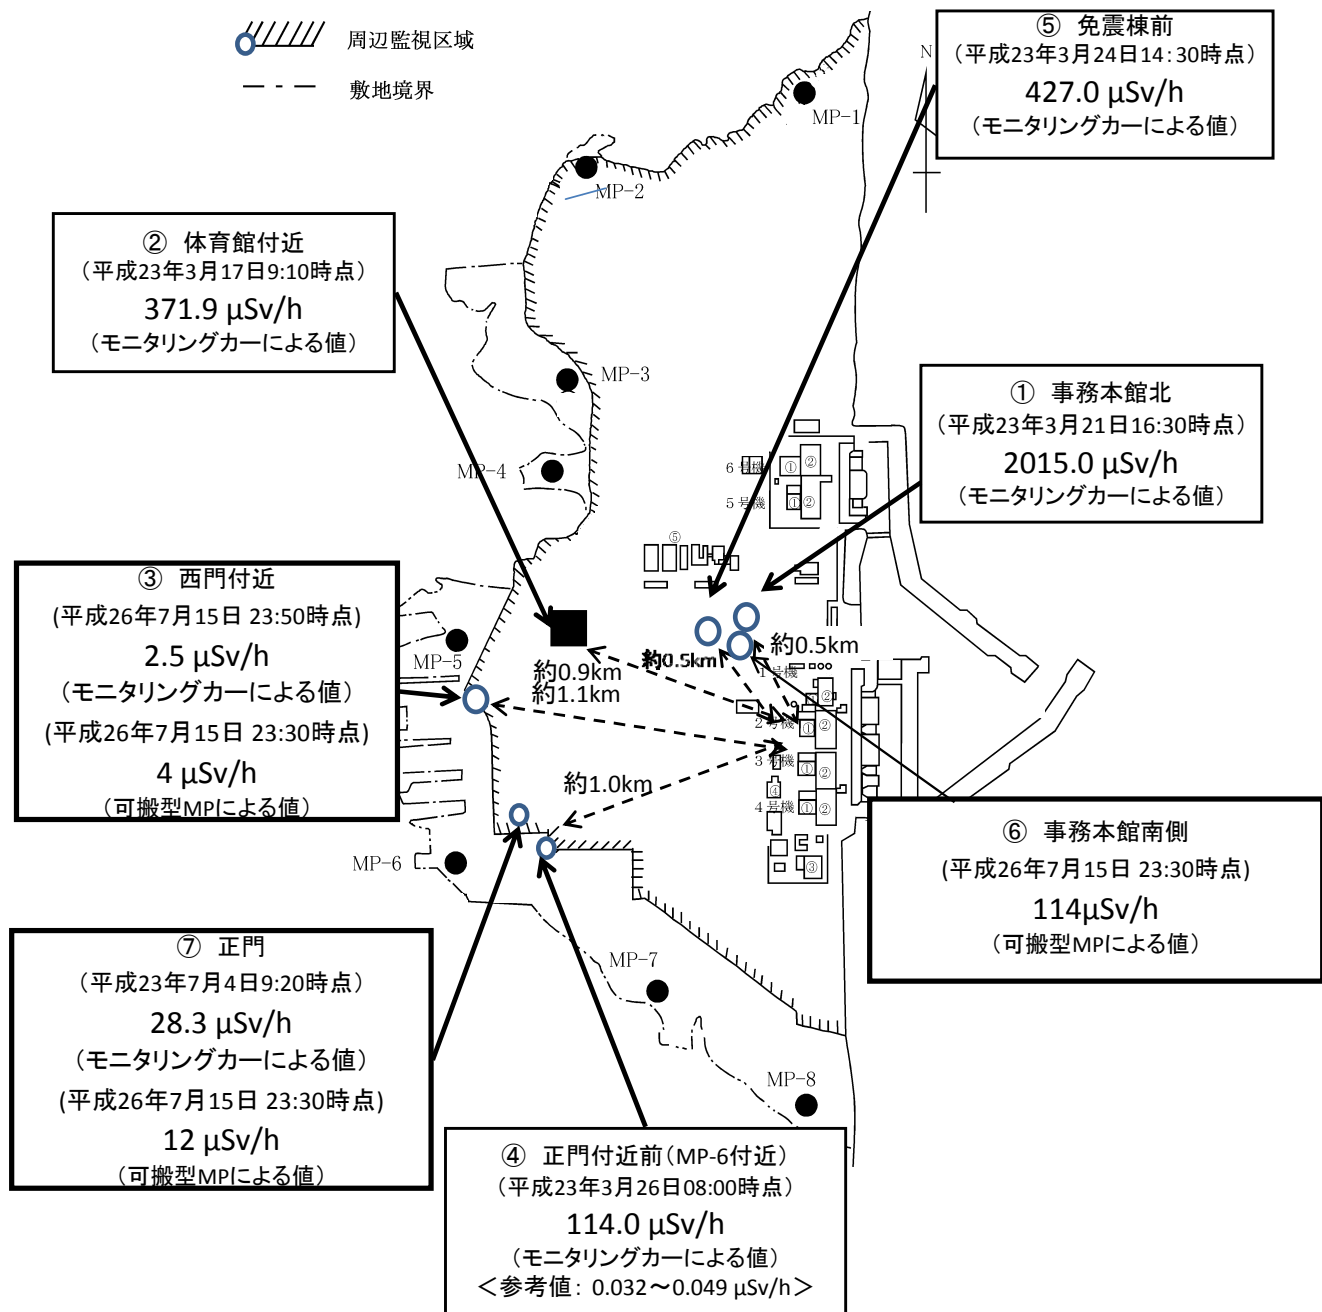 周辺監視区域
敷地境界
⑤ 免震棟前
(平成23年3月24日14:30時点)
427.0 μSv/h
(モニタリングカーによる値)
N
MP-1
MP-2
② 体育館付近
(平成23年3月17日9:10時点)
371.9 μSv/h
(モニタリングカーによる値)
MP-3
① 事務本館北
(平成23年3月21日16:30時点)
2015.0 μSv/h
(モニタリングカーによる値)
MP-4
6号機
① ②
5号機
① ②
⑤
③ 西門付近
(平成26年7月15日 23:50時点)
2.5 μSv/h
(モニタリングカーによる値)
(平成26年7月15日 23:30時点)
4 μSv/h
(可搬型MPによる値)
MP-5
約0.9km
約1.1km
約0.5km
約0.5km
1号機
②
2号機
① ②
3号機
① ②
約1.0km
④
4号機
① ②
③
MP-6
⑥ 事務本館南側
(平成26年7月15日 23:30時点)
114μSv/h
(可搬型MPによる値)
⑦ 正門
(平成23年7月4日9:20時点)
28.3 μSv/h
(モニタリングカーによる値)
(平成26年7月15日 23:30時点)
12 μSv/h
(可搬型MPによる値)
MP-7
MP-8
④ 正門付近前(MP-6付近)
(平成23年3月26日08:00時点)
114.0 μSv/h
(モニタリングカーによる値)
＜参考値: 0.032～0.049 μSv/h＞